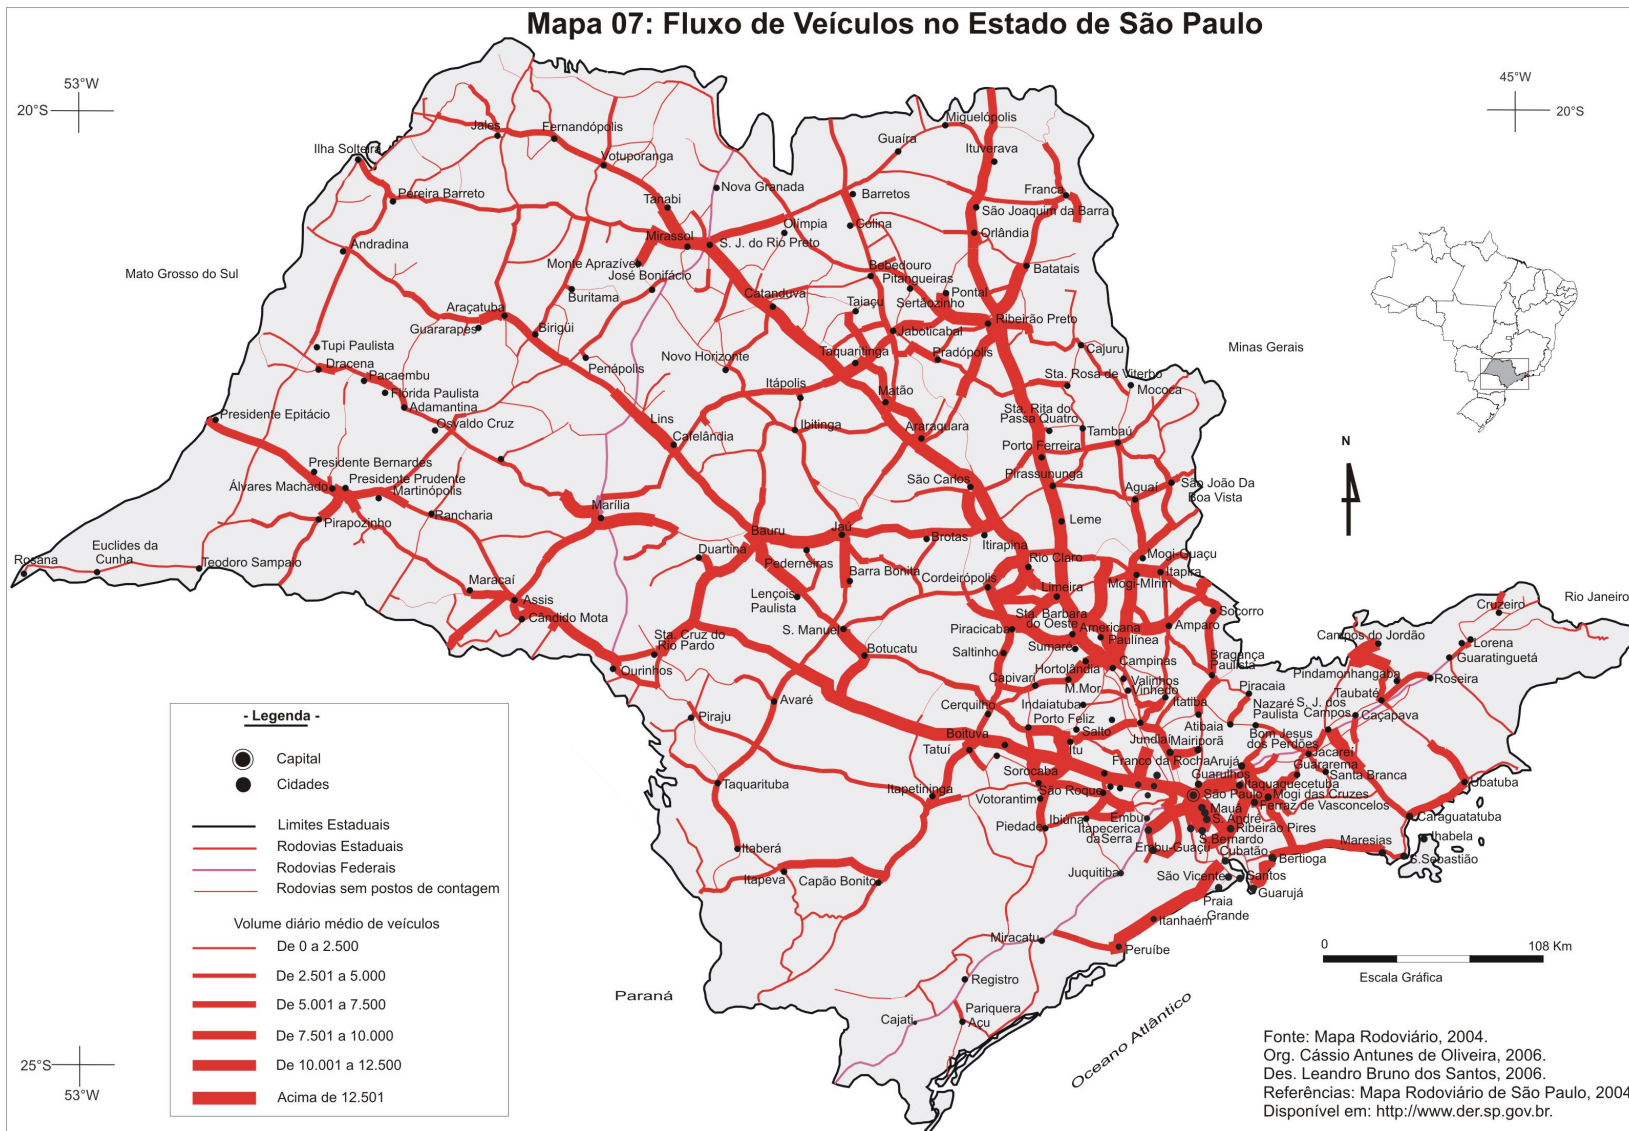 Mapa 07: Fluxo de Veículos no Estado de São Paulo
53°W
20°S
45°W
20°S
Miguelópolis
Jales
Fernandópolis
Guaíra
Ituverava
Ilha Solteira
Votuporanga
Pereira Barreto
Tanabi
Nova Granada
Barretos
Franca
São Joaquim da Barra
Olímpia
Colina
Orlândia
Andradina
Mirassol
S. J. do Rio Preto
Mato Grosso do Sul
Monte Aprazível
José Bonifácio
Bebedouro
Pitangueiras
Batatais
Buritama
Catanduva
Taiaçu
Sertãozinho
Pontal
Araçatuba
Guararapes
Birigüi
Jaboticabal
Ribeirão Preto
Tupi Paulista
Dracena
Penápolis
Novo Horizonte
Taquaritinga
Pradópolis
Cajuru
Minas Gerais
Pacaembu
Flórida Paulista
Adamantina
Itápolis
Matão
Sta. Rosa de Viterbo
Mococa
Presidente Epitácio
Osvaldo Cruz
Lins
Cafelândia
Ibitinga
Araraquara
Sta. Rita do
Passa Quatro
Tambaú
Porto Ferreira
N
Presidente Bernardes
Presidente Prudente
Álvares Machado
Martinópolis
São Carlos
Pirassununga
Aguaí
São João Da
Boa Vista
Pirapozinho
Rancharia
Marília
Bauru
Jaú
Leme
Rosana
Euclides da
Cunha
Teodoro Sampaio
Duartina
Pederneiras
Brotas
Itirapina
Rio Claro
Mogi-Guaçu
Itapira
Maracaí
Assis
Cândido Mota
Lençois
Paulista
Barra Bonita
Cordeirópolis
Limeira
Mogi-MIrim
Socorro
Cruzeiro
Rio Janeiro
Sta. Cruz do
Rio Pardo
S. Manuel
Piracicaba
Sta. Barbara
do Oeste
Americana
Paulínea
Amparo
Campos do Jordão
Lorena
Guaratinguetá
Ourinhos
Botucatu
Saltinho
Sumaré
Hortolândia
Campinas
Bragança
Paulista
Pindamonhangaba
Roseira
Capivari
M.Mor
Valinhos
Vinhedo
Itatiba
Piracaia
Nazaré
Paulista
Taubaté
S. J. dos
Campos
Caçapava
Piraju
Avaré
Cerquilho
Indaiatuba
Porto Feliz
Salto
Atibaia
Bom Jesus
dos Perdões
Jacareí
Boituva
Tatuí
Itu
Jundiaí
Mairiporã
Franco da Rocha
Arujá
Guararema
Santa Branca
Taquarituba
Itapetininga
Sorocaba
São Roque
Guarulhos
Itaquaquecetuba
Ubatuba
Votorantim
São Paulo
Mogi das Cruzes
Ferraz de Vasconcelos
Mauá
Piedade
Ibiúna
Embu
Itapecerica
daSerra
S. André
Ribeirão Pires
S.Bernardo
Caraguatatuba
Maresias
Ihabela
S.Sebastião
Itaberá
Embu-Guaçu
Cubatão
Bertioga
Itapeva
Capão Bonito
Juquitiba
São Vicente
Santos
Guarujá
Praia
Grande
Itanhaém
Miracatu
Peruíbe
Registro
Pariquera
Açu
Cajati
Paraná
Oceano Atlântico
0
108 Km
Escala Gráfica
- Legenda -
Capital
Cidades
Limites Estaduais
Rodovias Estaduais
Rodovias Federais
Rodovias sem postos de contagem
Volume diário médio de veículos
De 0 a 2.500
De 2.501 a 5.000
De 5.001 a 7.500
De 7.501 a 10.000
De 10.001 a 12.500
Acima de 12.501
25°S
53°W
Fonte: Mapa Rodoviário, 2004.
Org. Cássio Antunes de Oliveira, 2006.
Des. Leandro Bruno dos Santos, 2006.
Referências: Mapa Rodoviário de São Paulo, 2004
Disponível em: http://www.der.sp.gov.br.